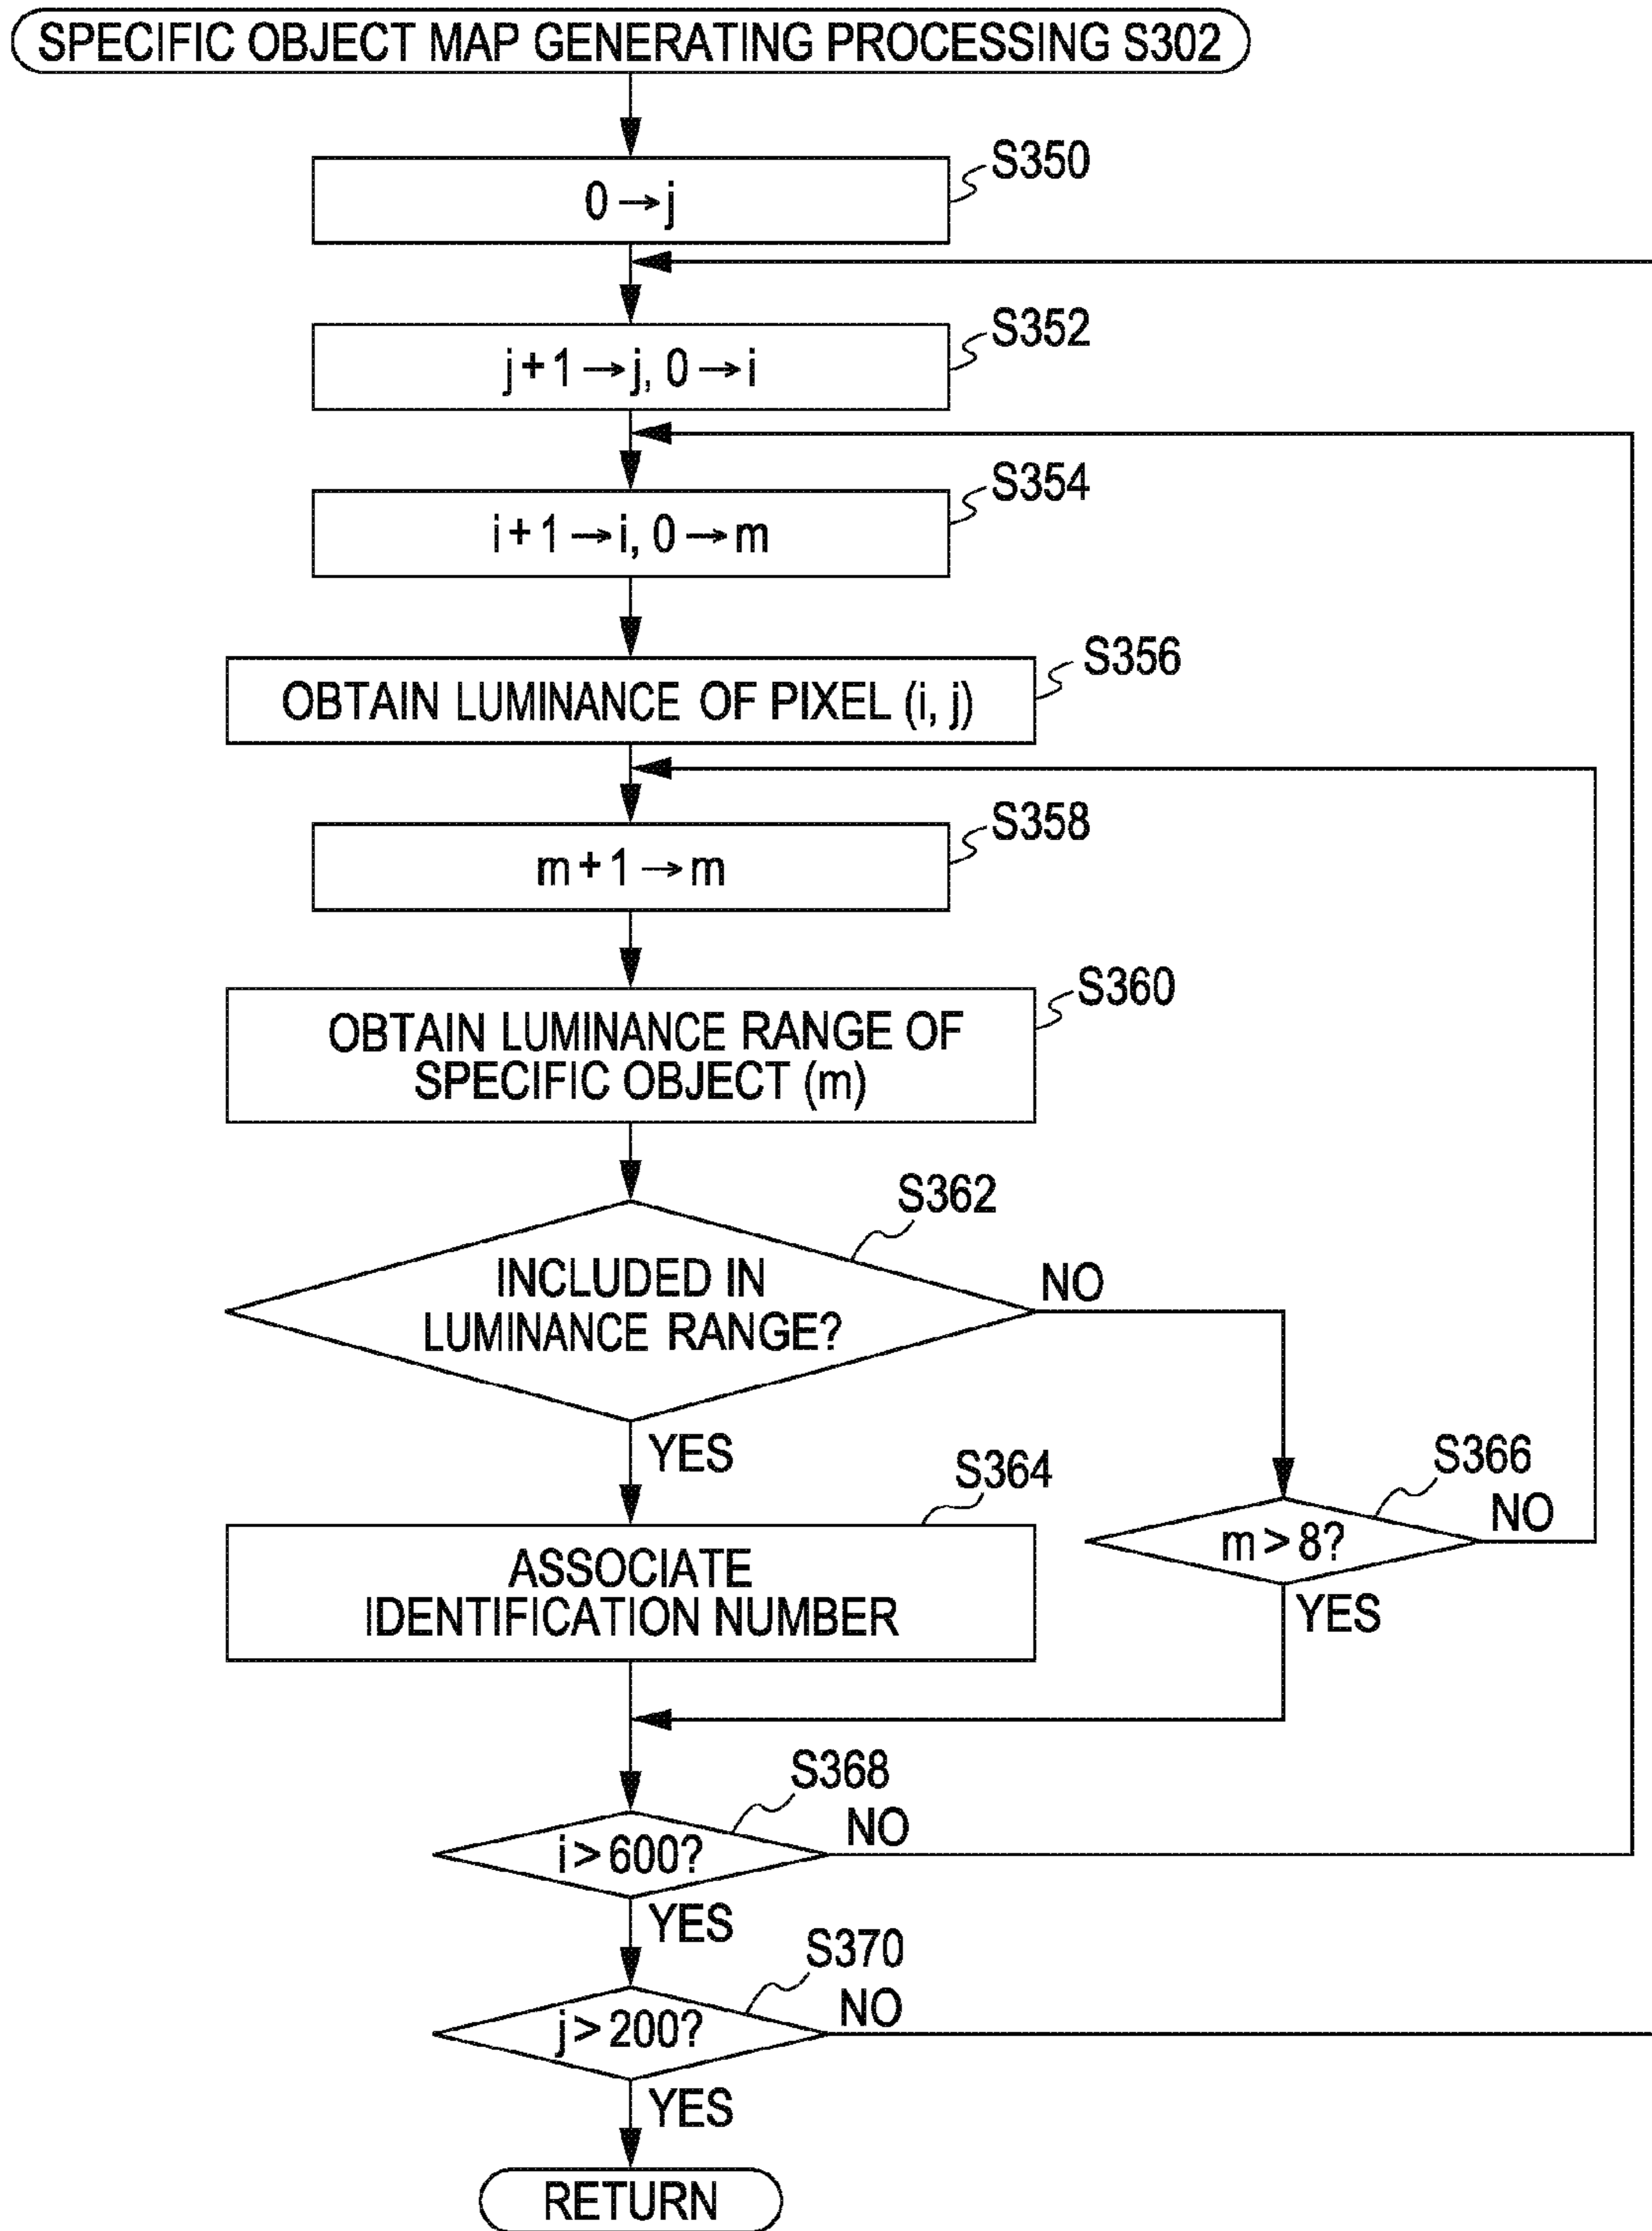 SPECIFIC OBJECT MAP GENERATING PROCESSING S302
S350
0→j
S352
j+1→j, 0→i
S354
i+1→i, 0→m
S356
OBTAIN LUMINANCE OF PIXEL (i, j)
S358
m+1→m
S360
OBTAIN LUMINANCE RANGE OF
SPECIFIC OBJECT (m)
S362
INCLUDED IN
LUMINANCE RANGE?
NO
YES
S364
S366
ASSOCIATE
IDENTIFICATION NUMBER
m>8?
NO
YES
S368
i>600?
NO
YES
S370
j>200?
NO
YES
RETURN